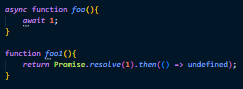 async function foo(){
await 1;
}
function foo1(){
return Promise.resolve(1).then(() => undefined);
}